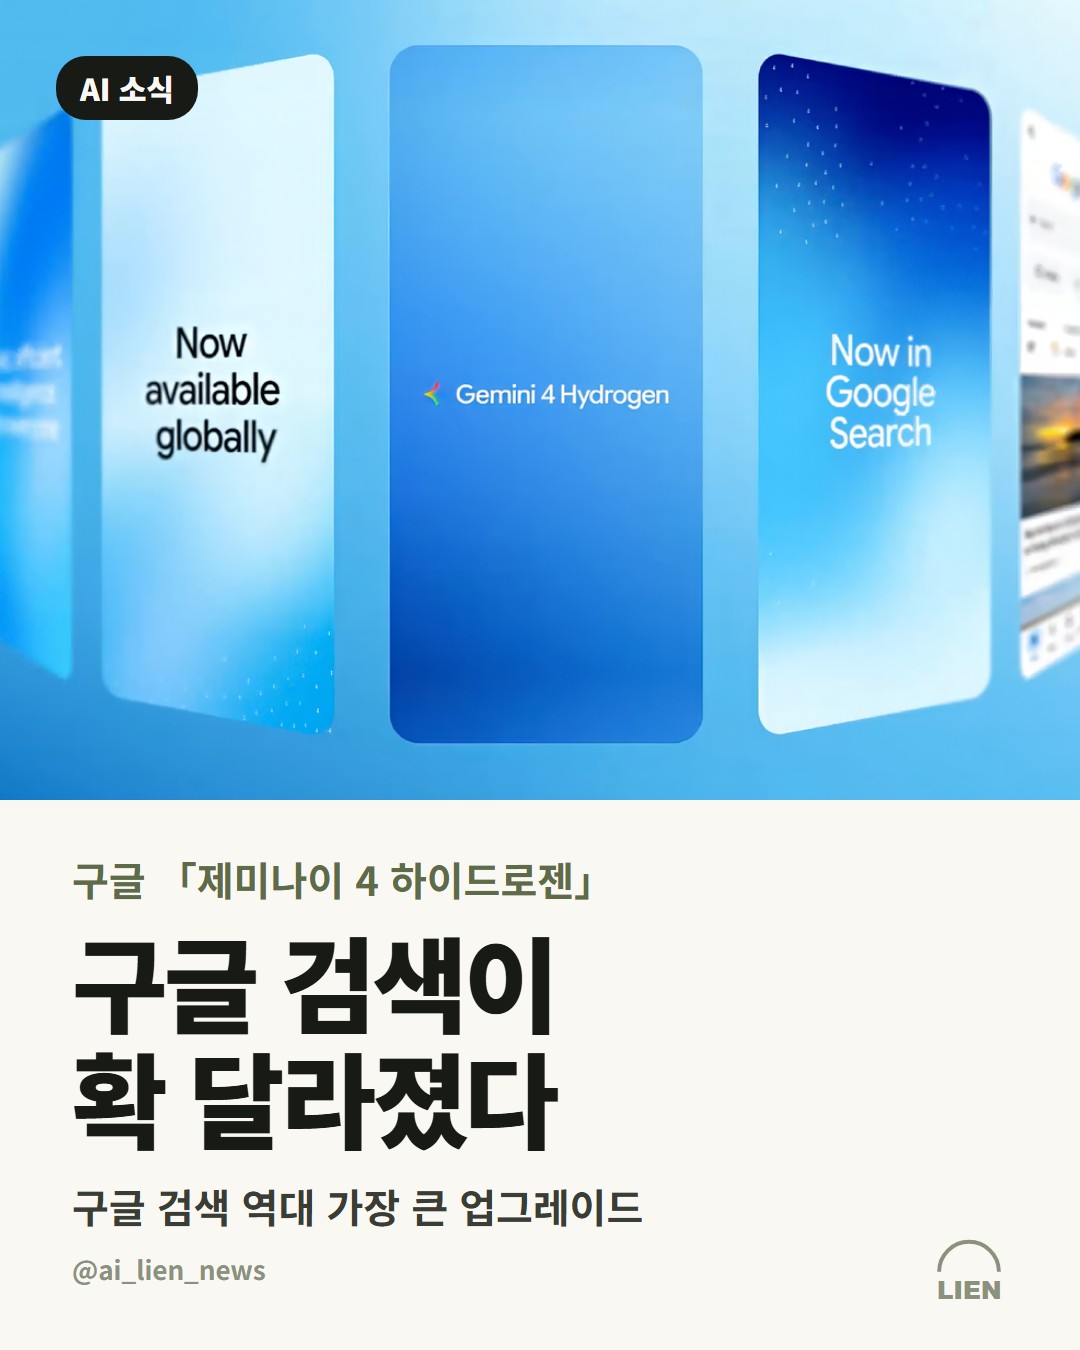 AI 소식
Now
available
globally
Gemini 4 Hydrogen
Now in
Google
Search
구글 「제미나이 4 하이드로젠」
구글 검색이
확 달라졌다
구글 검색 역대 가장 큰 업그레이드
@ai_lien_news
LIEN